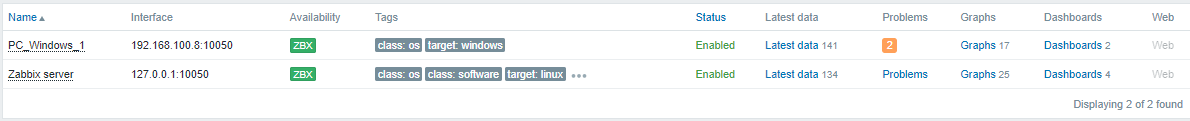 Name Interface Availability Tags Status Latest data Problems Graphs Dashboards Web
PC_Windows_1 192.168.100.8:10050 ZBX class: os target: windows Enabled Latest data 141 2 Graphs 17 Dashboards 2 Web
Zabbix server 127.0.0.1:10050 ZBX class: os class: software target: linux ••• Enabled Latest data 134 Problems Graphs 25 Dashboards 4 Web
Displaying 2 of 2 found